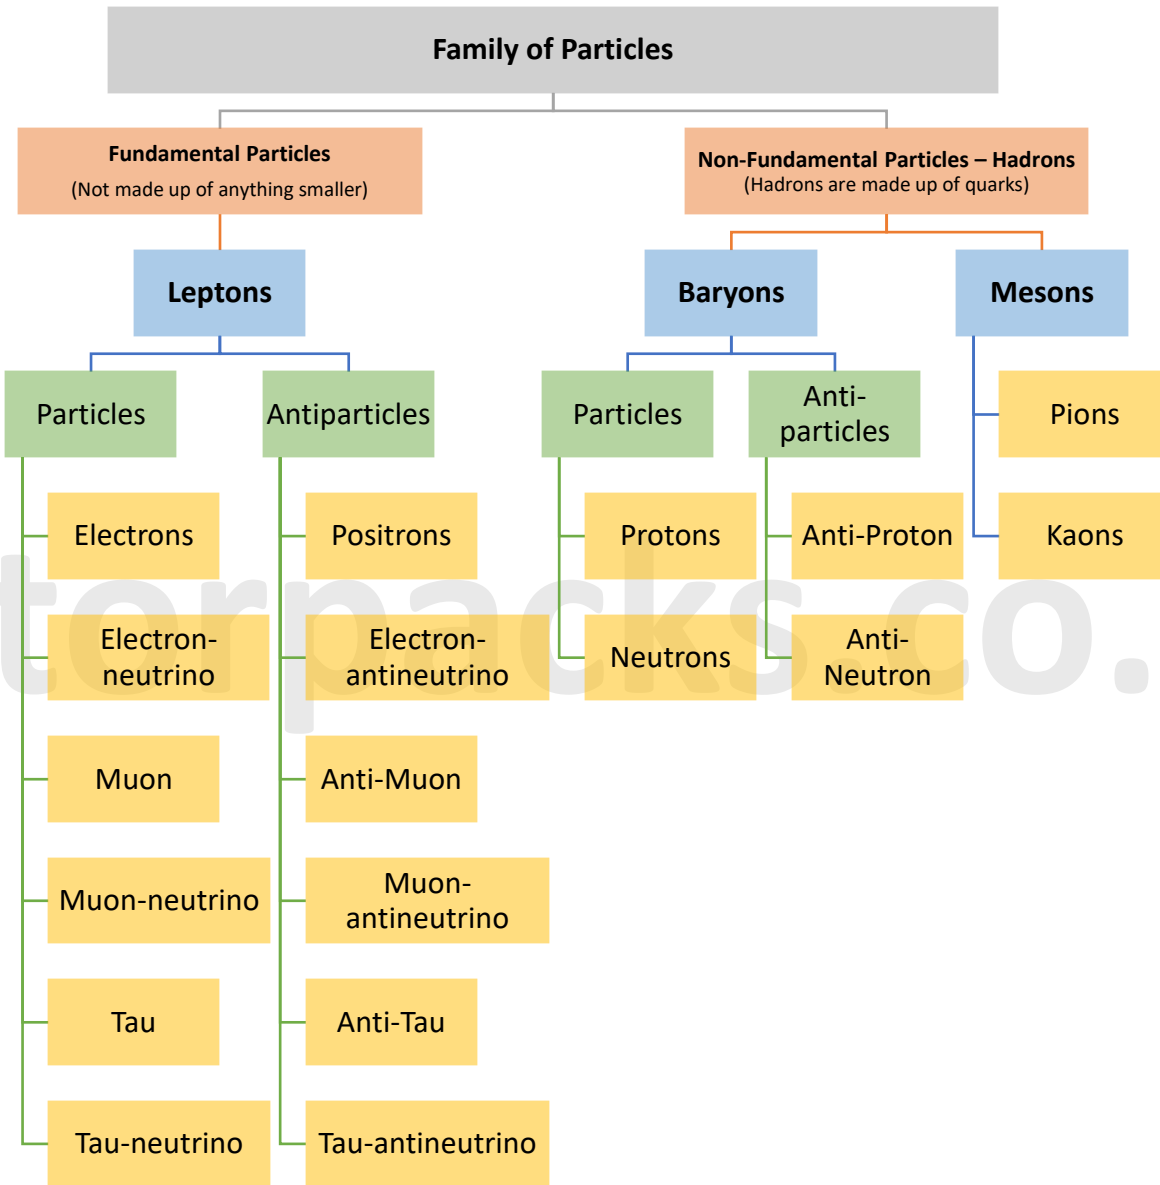 Family of Particles
Fundamental Particles
(Not made up of anything smaller)
Non-Fundamental Particles – Hadrons
(Hadrons are made up of quarks)
Leptons
Baryons
Mesons
Particles
Antiparticles
Particles
Anti-
particles
Pions
Electrons
Positrons
Protons
Anti-Proton
Kaons
Electron-
neutrino
Electron-
antineutrino
Neutrons
Anti-
Neutron
Muon
Anti-Muon
Muon-neutrino
Muon-
antineutrino
Tau
Anti-Tau
Tau-neutrino
Tau-antineutrino
torpacks.co.